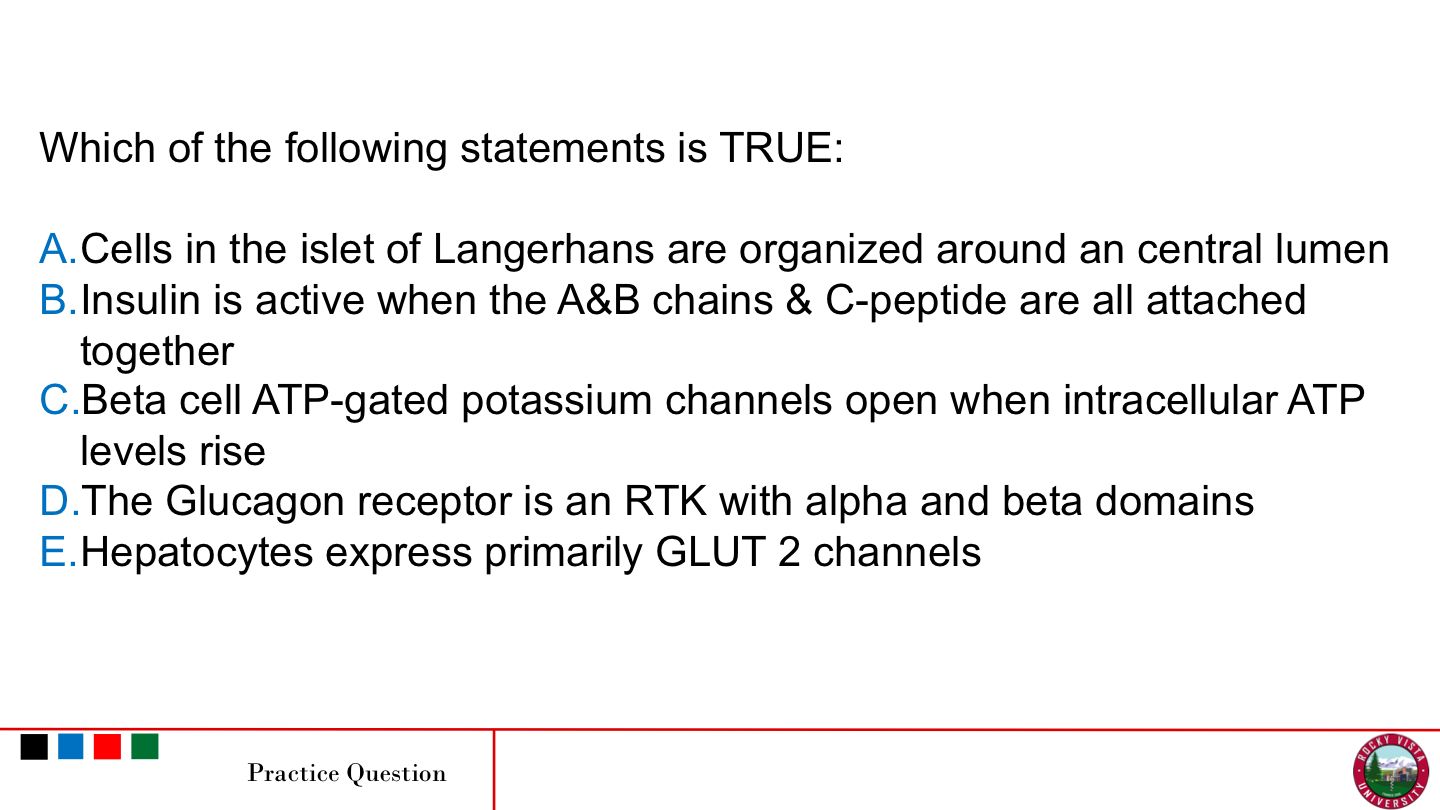 Which of the following statements is TRUE:
A.Cells in the islet of Langerhans are organized around an central lumen
B.Insulin is active when the A&B chains & C-peptide are all attached
together
C.Beta cell ATP-gated potassium channels open when intracellular ATP
levels rise
D.The Glucagon receptor is an RTK with alpha and beta domains
E.Hepatocytes express primarily GLUT 2 channels
Practice Question
ROCKY VISTA
UNIVERSITY